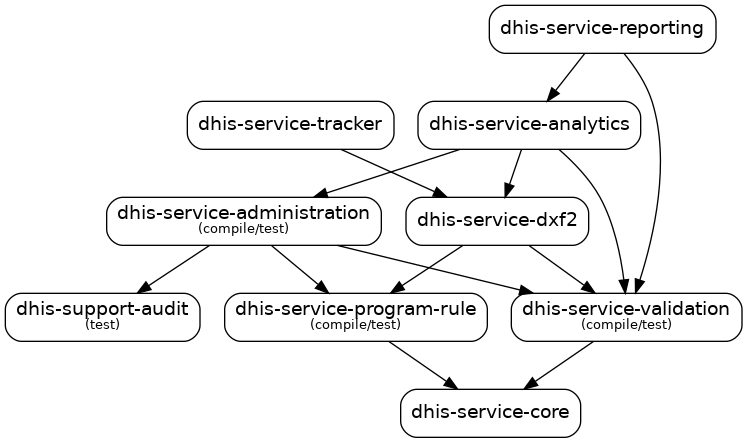 dhis-service-reporting
dhis-service-tracker
dhis-service-analytics
dhis-service-administration
(compile/test)
dhis-service-dxf2
dhis-support-audit
(test)
dhis-service-program-rule
(compile/test)
dhis-service-validation
(compile/test)
dhis-service-core